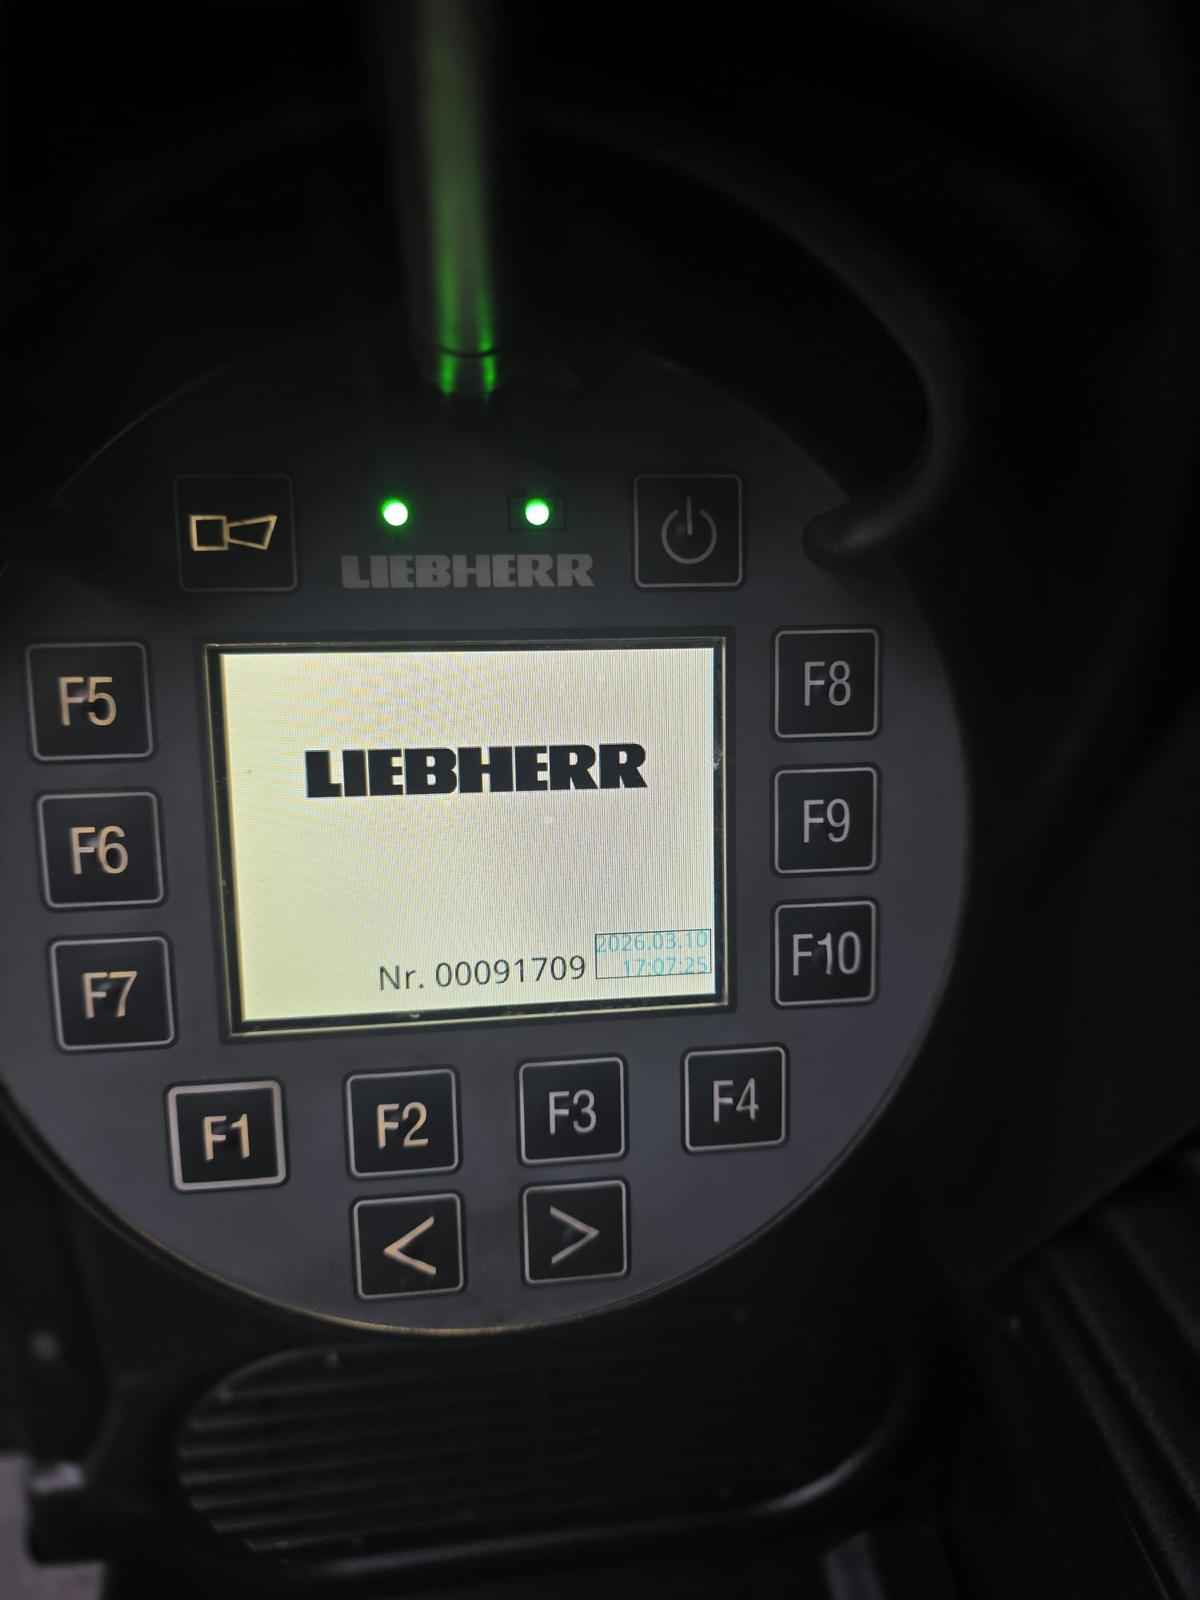 LIEBHERR
F5
F8
LIEBHERR
F6
F9
2026.03.10
Nr. 00091709
17:07:25
F7
F10
F1
F2
F3
F4
<
>